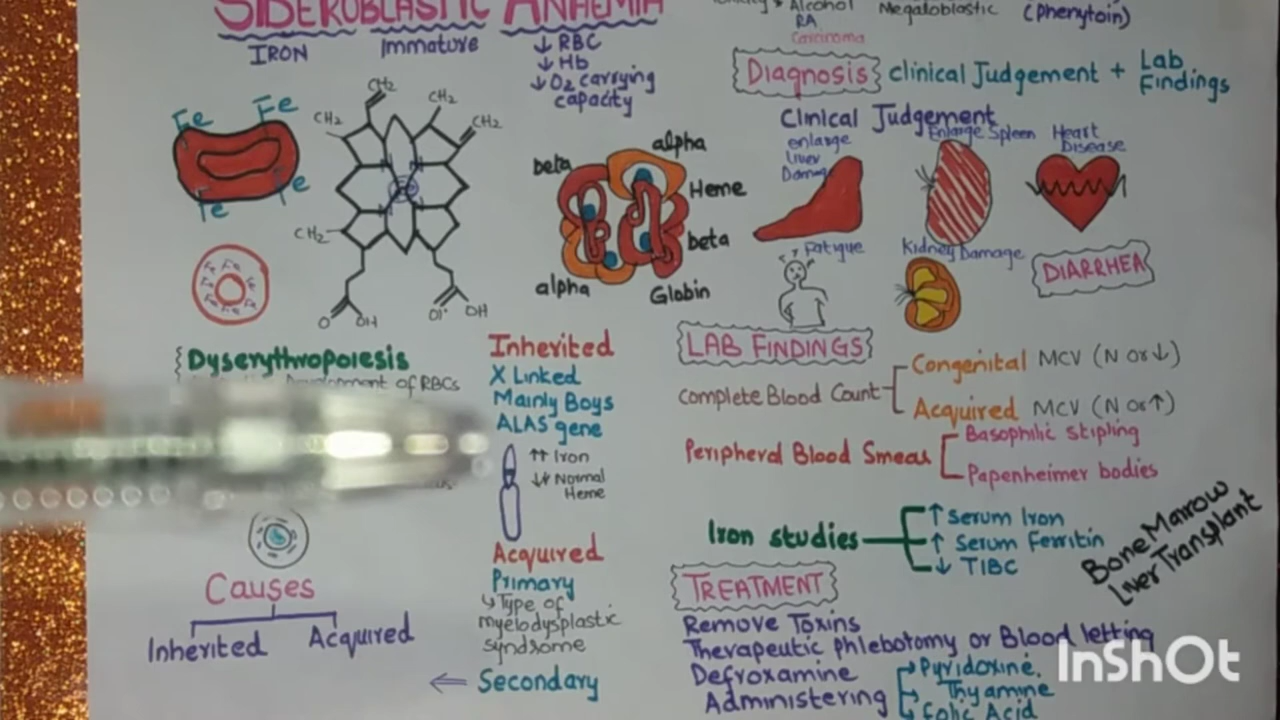 SIDEROBLASTIC ANAEMIA
IRON
Immature
↓ RBC
↓ Hb
↓ O2 carrying
capacity
Fe Fe
Fe Fe
CH2
CH2
CH2
CH2
CH2
O OH
O OH
beta
alpha
Heme
beta
alpha
Globin
Dyserythropoiesis
Development of RBCs
Causes
Inherited
Acquired
Inherited
X Linked
Mainly Boys
ALAS gene
↑↑ Iron
↓↓ Normal
Heme
Acquired
Primary
↳ Type of
myelodysplastic
syndrome
⇐ Secondary
Alcohol
RA
Carcinoma
Megaloblastic
(Phenytoin)
Diagnosis
clinical Judgement + Lab
Findings
Clinical Judgement
enlarge
Liver
Damag
Enlarge Spleen
Heart
Disease
Fatigue
Kidney Damage
DIARRHEA
LAB FINDINGS
complete Blood Count
Congenital MCV (N or ↓)
Acquired MCV (N or ↑)
Peripheral Blood Smeas
Basophilic stipling
Papenheimer bodies
Iron studies
↑ Serum Iron
↑ Serum Ferritin
↓ TIBC
Bone Marrow
Liver Transplant
TREATMENT
Remove Toxins
Therapeutic Phlebotomy or Blood letting
Defroxamine
Administering
Pyridoxine.
Thyamine
Folic Acid
InShOt